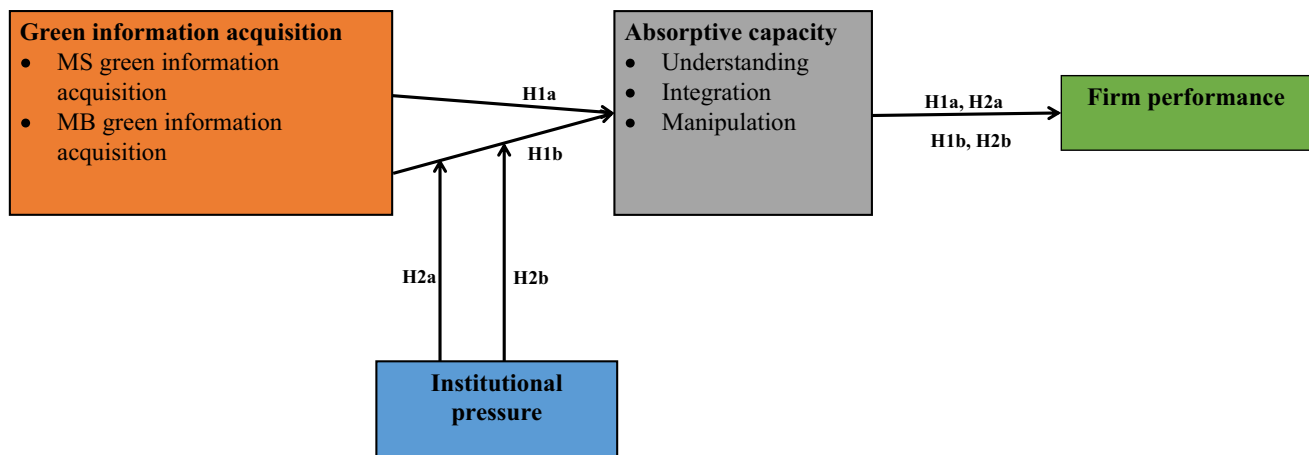 Green information acquisition
• MS green information
acquisition
• MB green information
acquisition
H1a
H1b
Absorptive capacity
• Understanding
• Integration
• Manipulation
H1a, H2a
H1b, H2b
Firm performance
H2a
H2b
Institutional
pressure